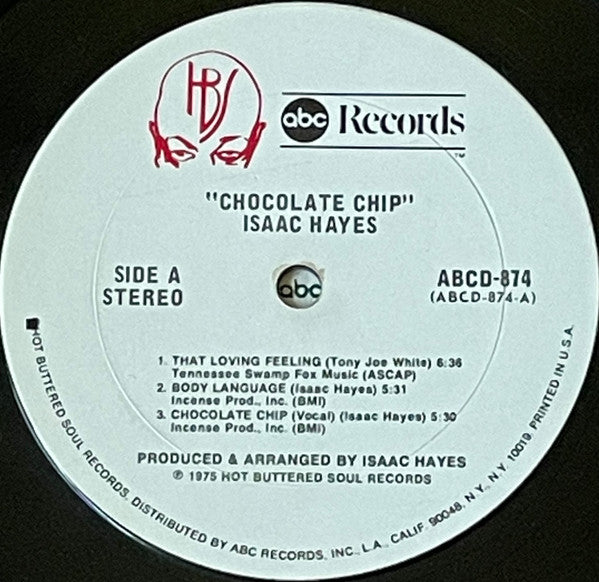 HBS
abc Records
TM
"CHOCOLATE CHIP"
ISAAC HAYES
SIDE A
STEREO
abc
ABCD-874
(ABCD-874-A)
1. THAT LOVING FEELING (Tony Joe White) 6:36
Tennessee Swamp Fox Music (ASCAP)
2. BODY LANGUAGE (Isaac Hayes) 5:31
Incense Prod., Inc. (BMI)
3. CHOCOLATE CHIP (Vocal) (Isaac Hayes) 5:30
Incense Prod., Inc. (BMI)
PRODUCED & ARRANGED BY ISAAC HAYES
℗ 1975 HOT BUTTERED SOUL RECORDS
HOT BUTTERED SOUL RECORDS, DISTRIBUTED BY ABC RECORDS, INC., L.A., CALIF. 90048, N.Y., N.Y. 10019. PRINTED IN U.S.A.